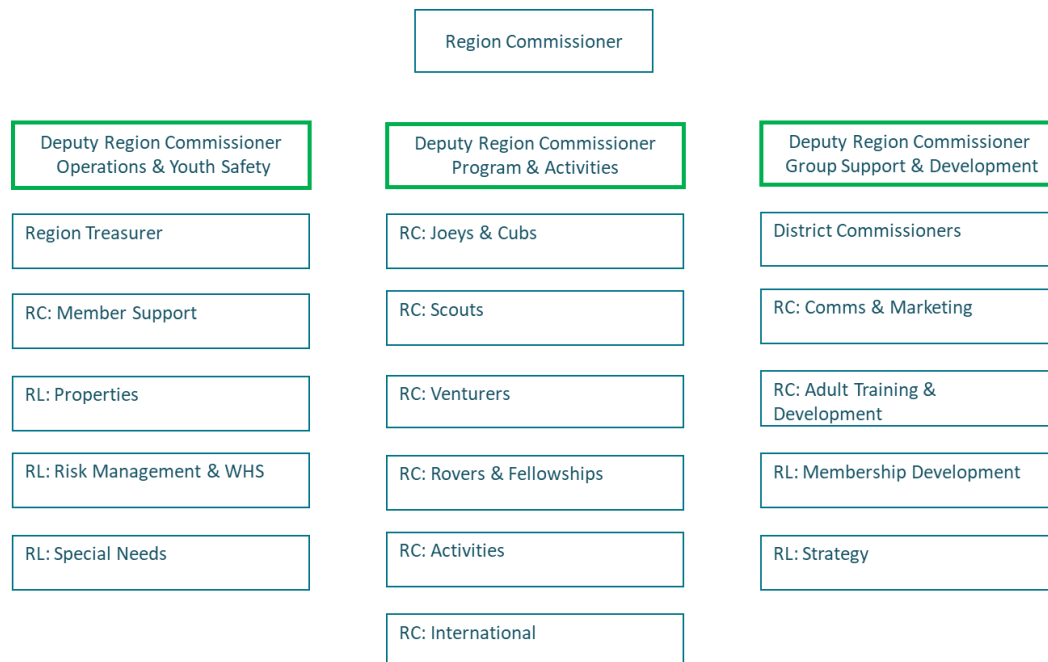 Region Commissioner
Deputy Region Commissioner
Operations & Youth Safety
Region Treasurer
RC: Member Support
RL: Properties
RL: Risk Management & WHS
RL: Special Needs
Deputy Region Commissioner
Program & Activities
RC: Joeys & Cubs
RC: Scouts
RC: Venturers
RC: Rovers & Fellowships
RC: Activities
RC: International
Deputy Region Commissioner
Group Support & Development
District Commissioners
RC: Comms & Marketing
RC: Adult Training &
Development
RL: Membership Development
RL: Strategy